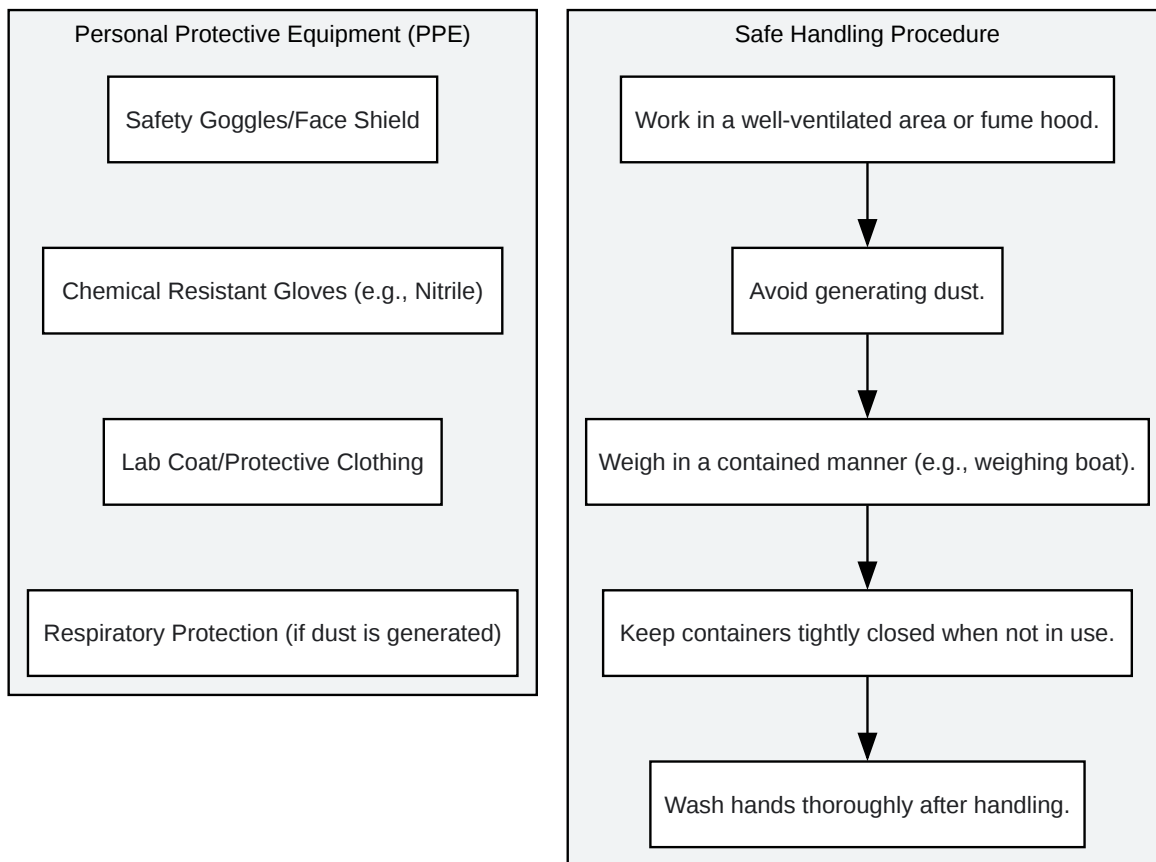 Personal Protective Equipment (PPE)
Safety Goggles/Face Shield
Chemical Resistant Gloves (e.g., Nitrile)
Lab Coat/Protective Clothing
Respiratory Protection (if dust is generated)
Safe Handling Procedure
Work in a well-ventilated area or fume hood.
Avoid generating dust.
Weigh in a contained manner (e.g., weighing boat).
Keep containers tightly closed when not in use.
Wash hands thoroughly after handling.